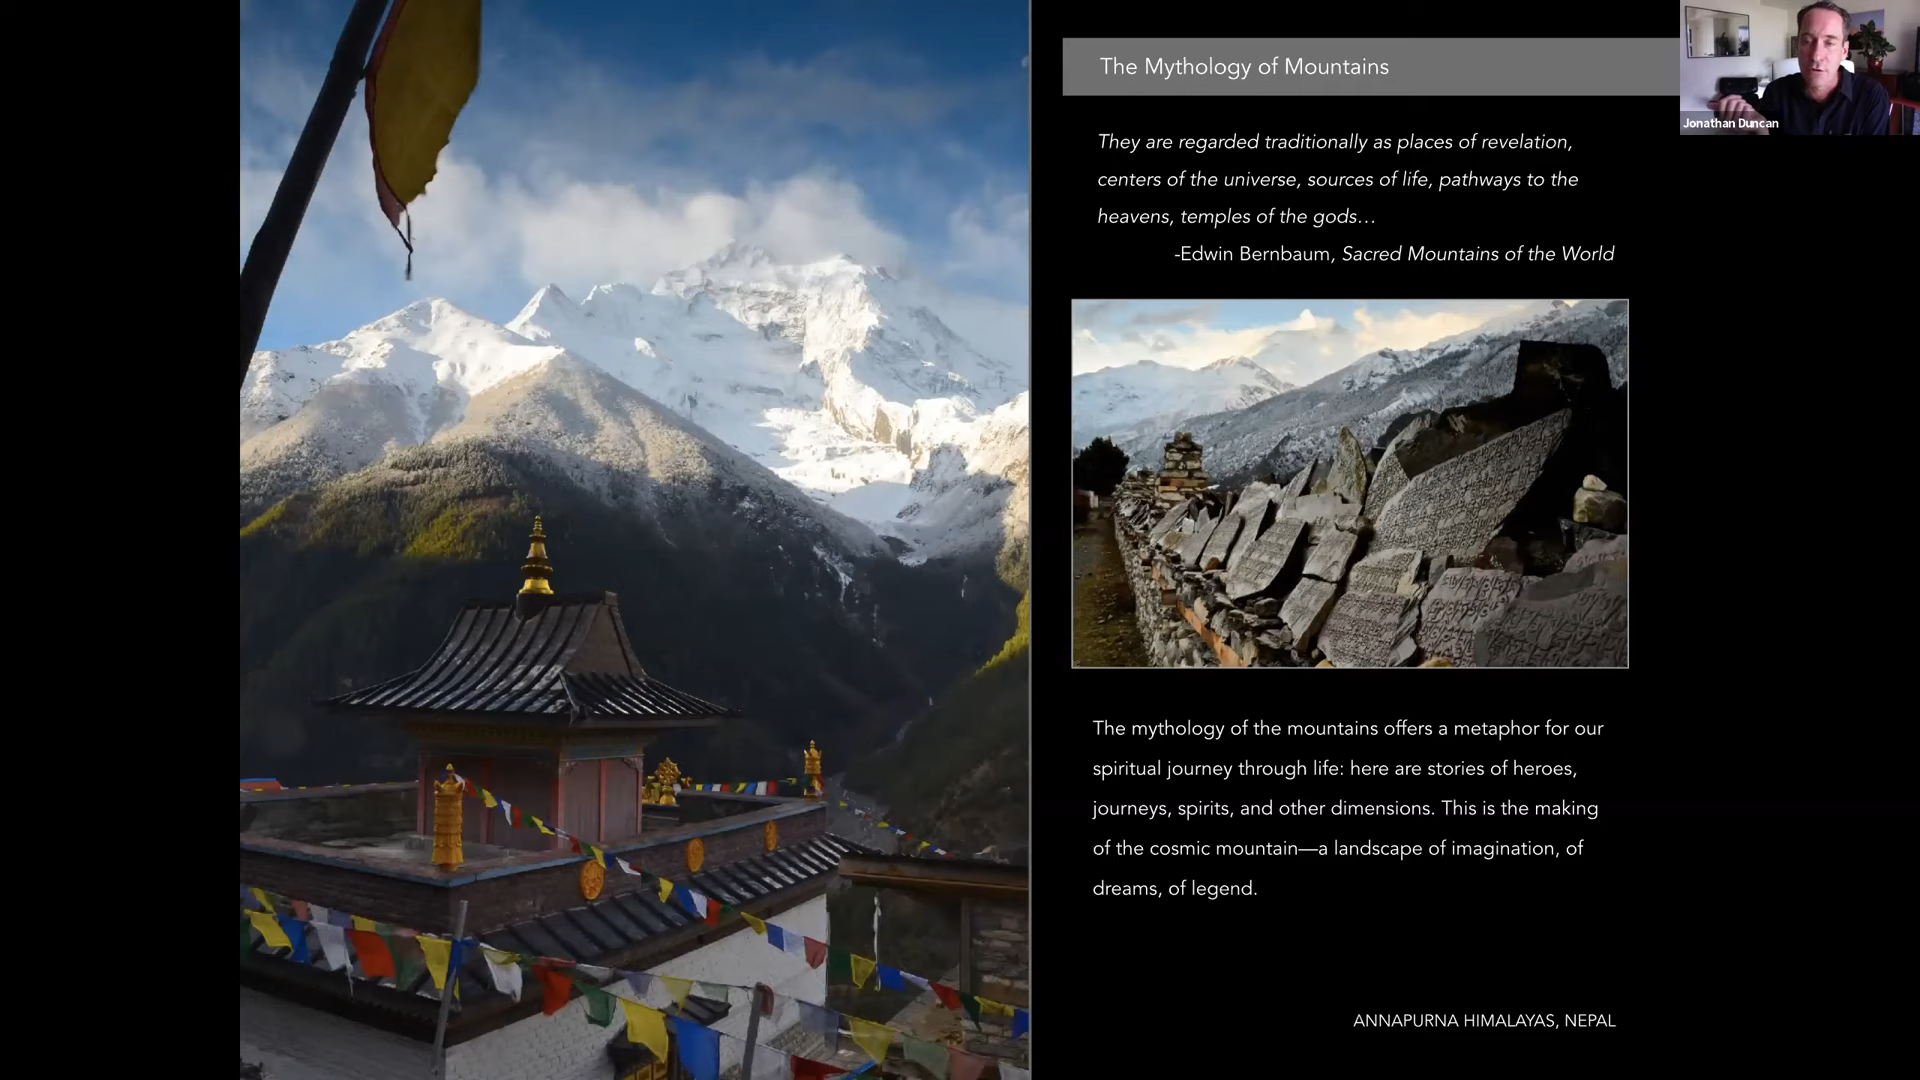 The Mythology of Mountains
Jonathan Duncan
They are regarded traditionally as places of revelation,
centers of the universe, sources of life, pathways to the
heavens, temples of the gods…
-Edwin Bernbaum, Sacred Mountains of the World
The mythology of the mountains offers a metaphor for our
spiritual journey through life: here are stories of heroes,
journeys, spirits, and other dimensions. This is the making
of the cosmic mountain—a landscape of imagination, of
dreams, of legend.
ANNAPURNA HIMALAYAS, NEPAL